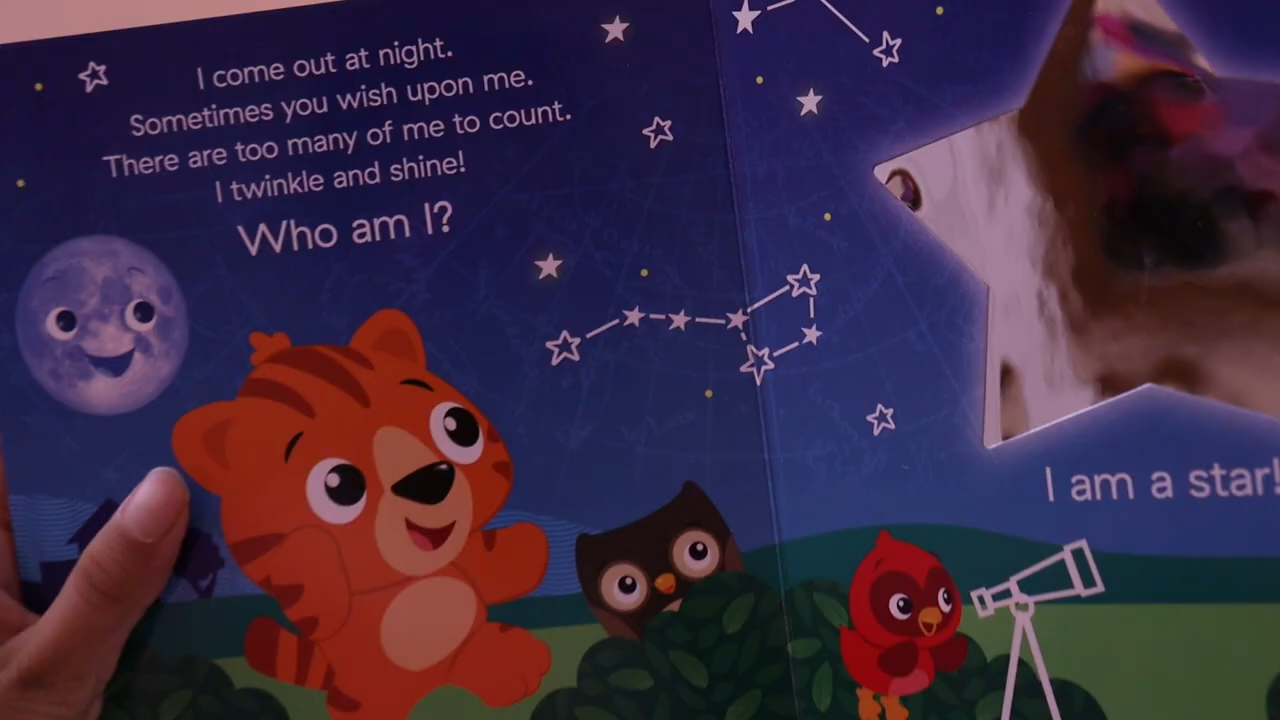 I come out at night.
Sometimes you wish upon me.
There are too many of me to count.
I twinkle and shine!
Who am I?
I am a star!